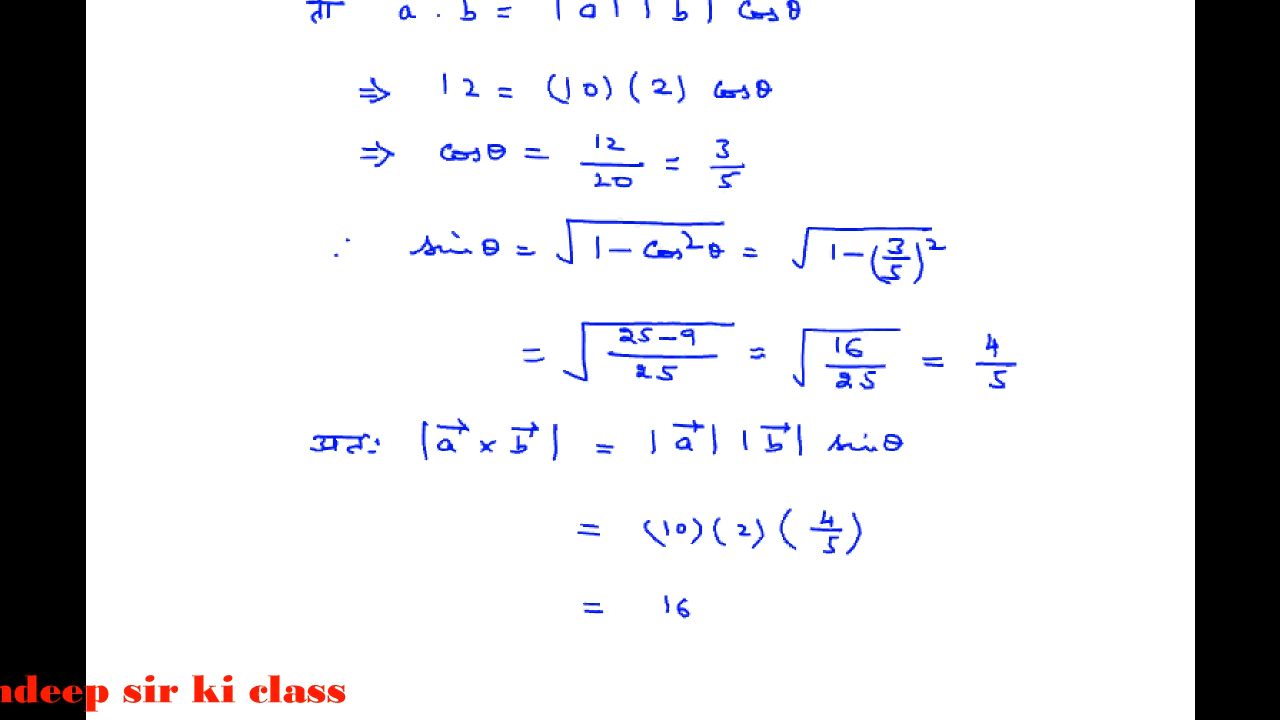 तो a . b = |a| |b| cosθ
⇒ 12 = (10)(2) cosθ
⇒ cosθ = 12/20 = 3/5
∴ sinθ = √(1 - cos²θ) = √(1 - (3/5)²)
= √((25-9)/25) = √(16/25) = 4/5
अतः |a⃗ × b⃗| = |a⃗| |b⃗| sinθ
= (10)(2)(4/5)
= 16
ndeep sir ki class